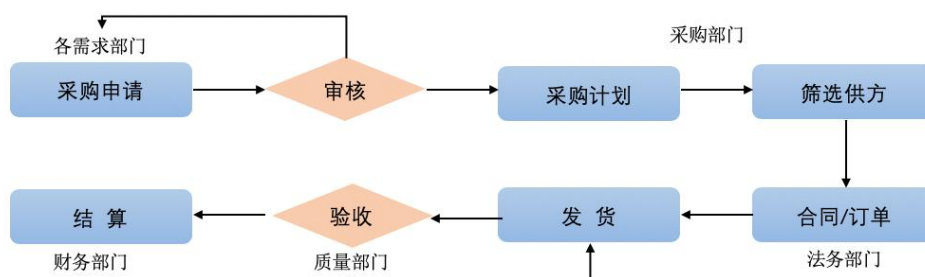 各需求部门
采购部门
采购申请
审核
采购计划
筛选供方
结 算
验收
发 货
合同/订单
财务部门
质量部门
法务部门